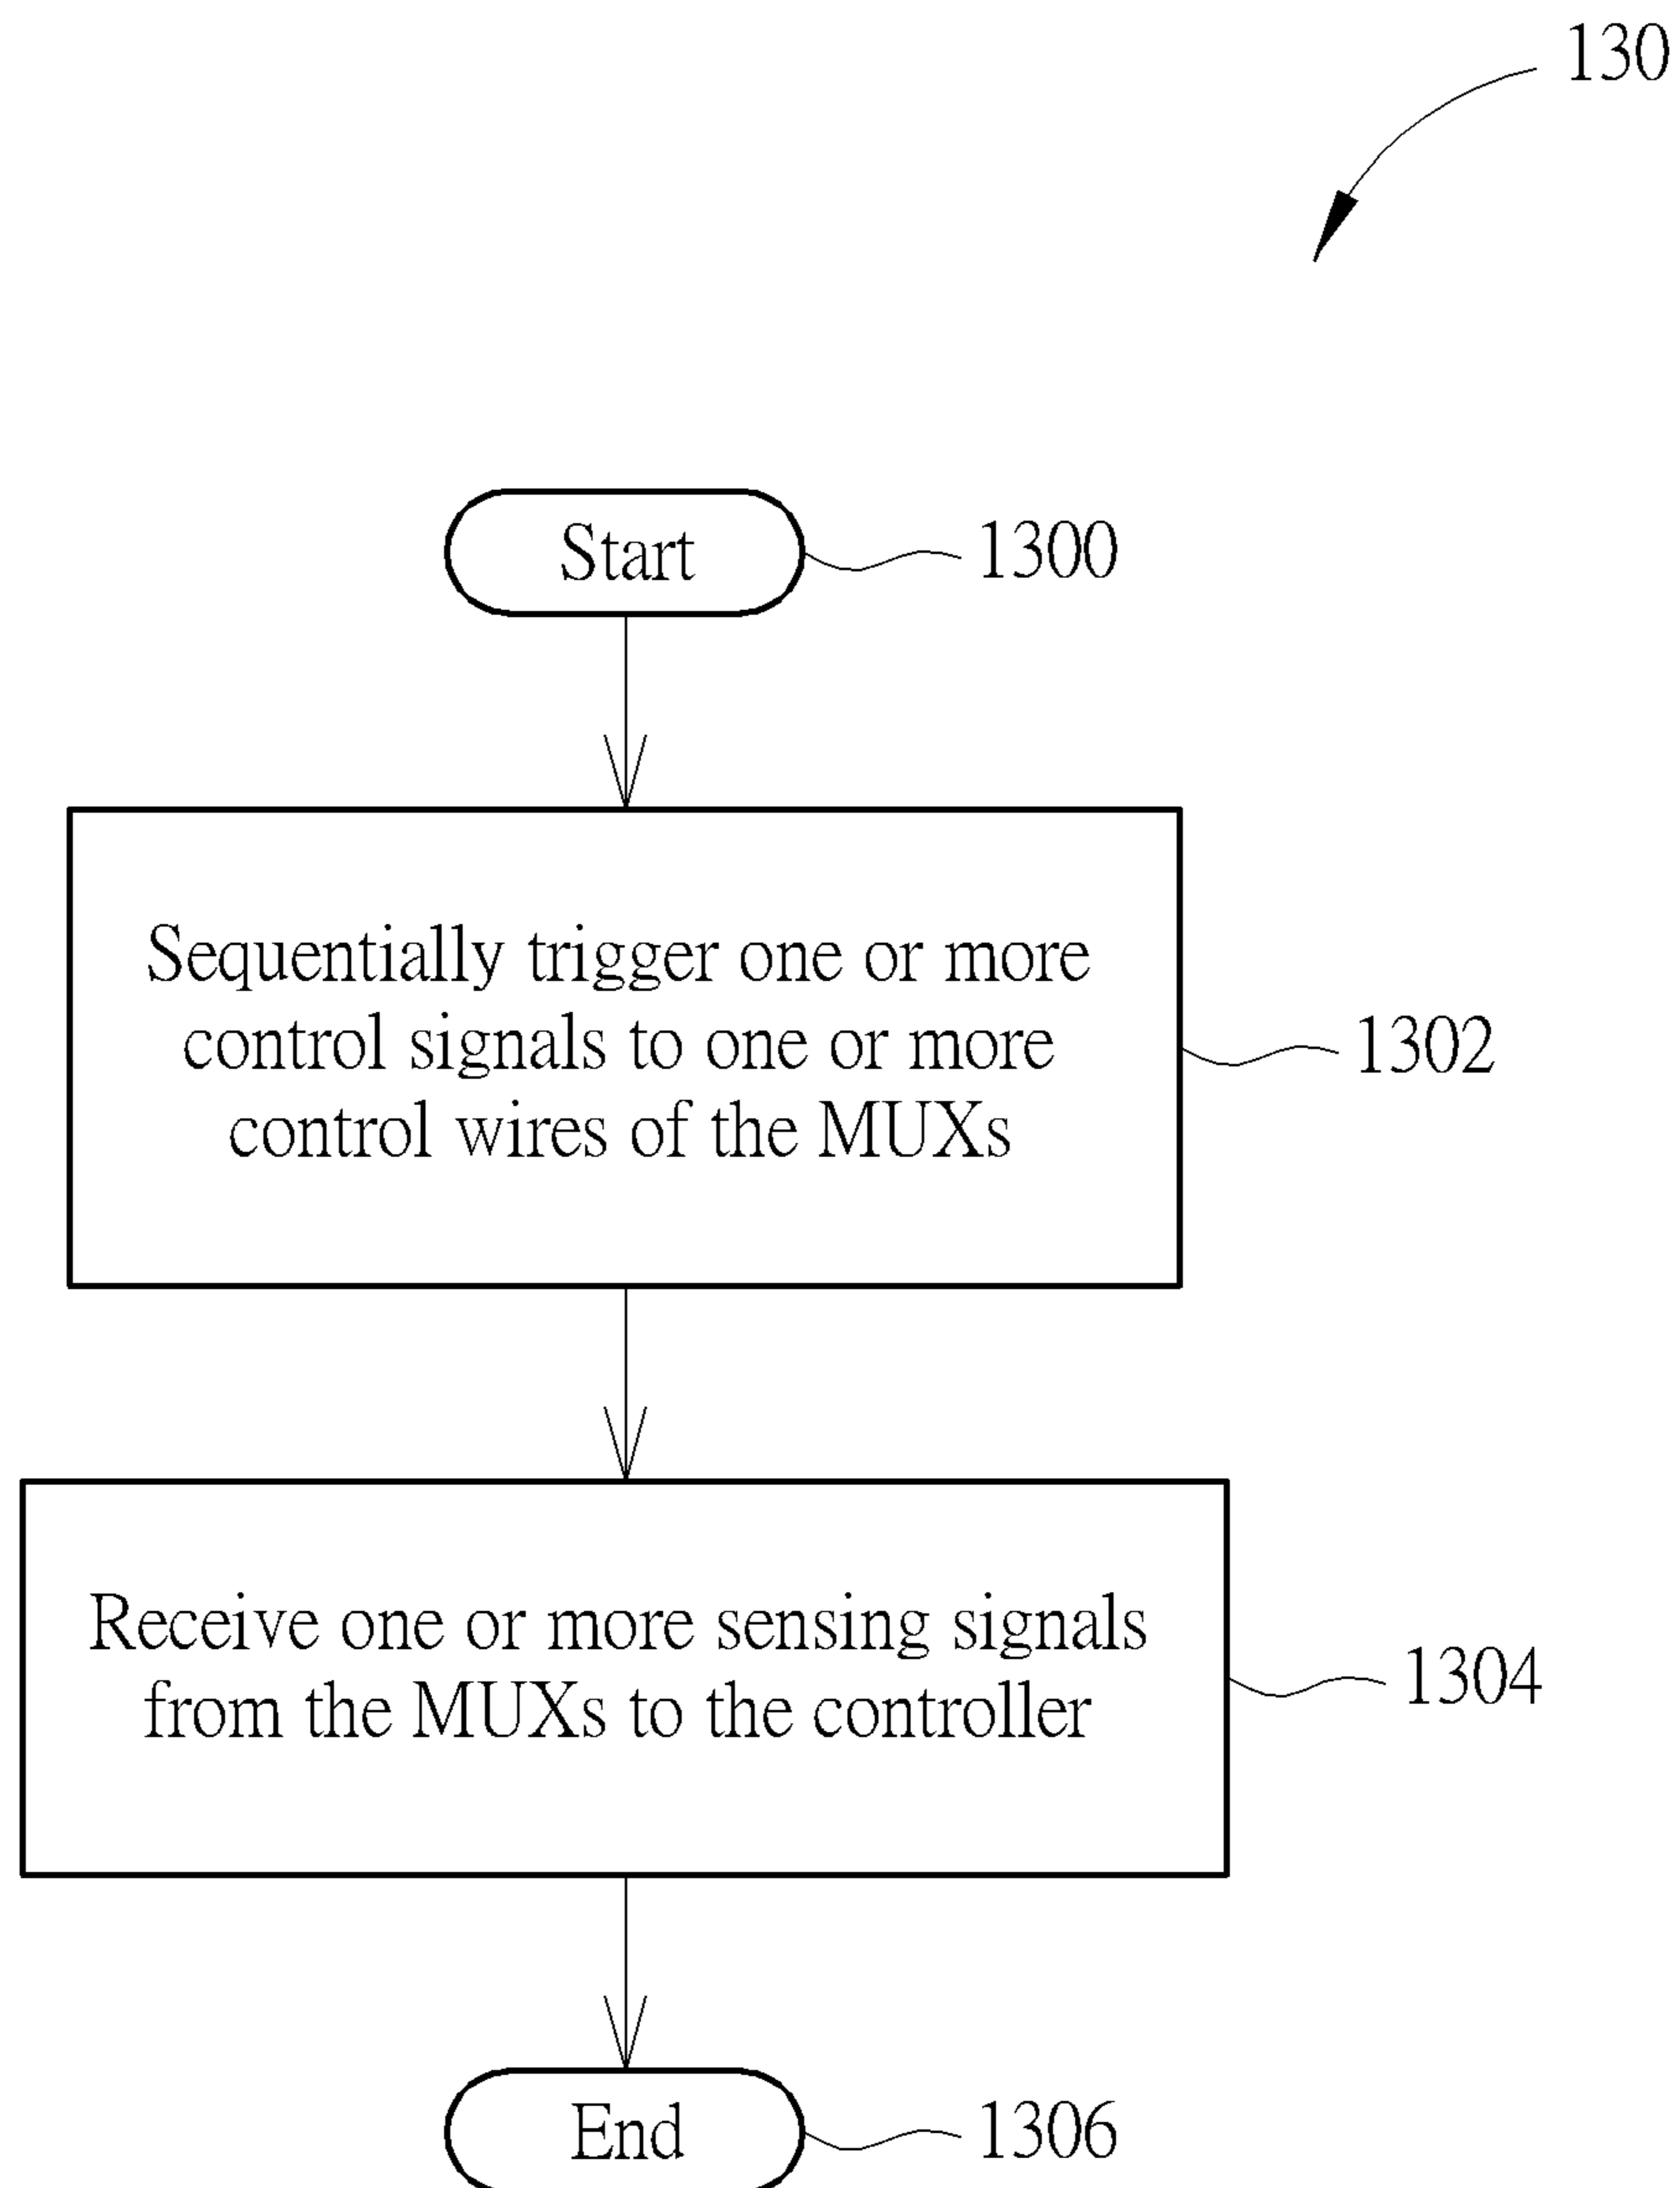 130
Start
1300
Sequentially trigger one or more
control signals to one or more
control wires of the MUXs
1302
Receive one or more sensing signals
from the MUXs to the controller
1304
End
1306